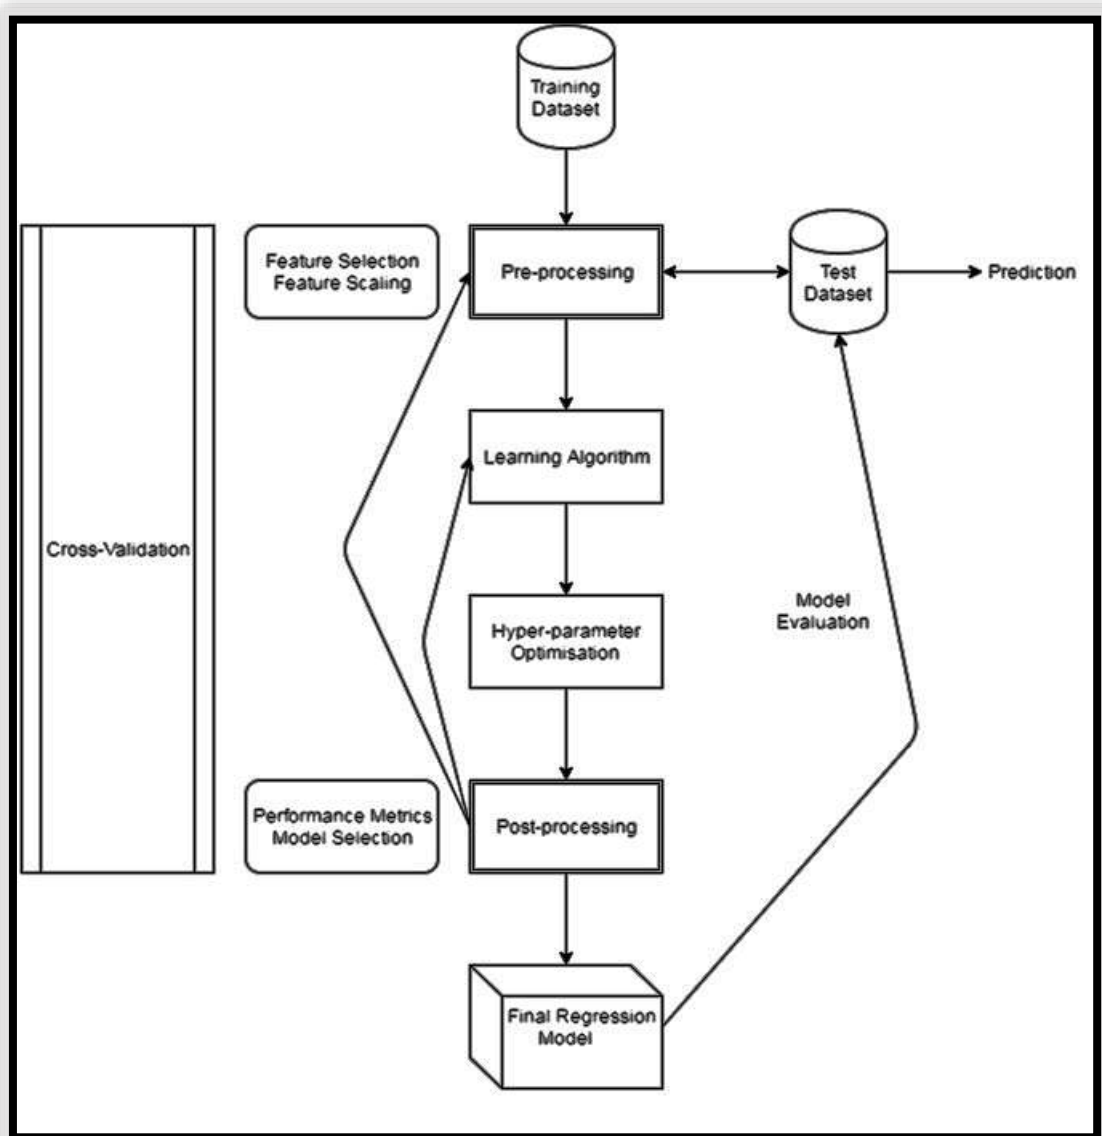 Training
Dataset
Feature Selection
Feature Scaling
Pre-processing
Test
Dataset
Prediction
Learning Algorithm
Cross-Validation
Hyper-parameter
Optimisation
Model
Evaluation
Performance Metrics
Model Selection
Post-processing
Final Regression
Model